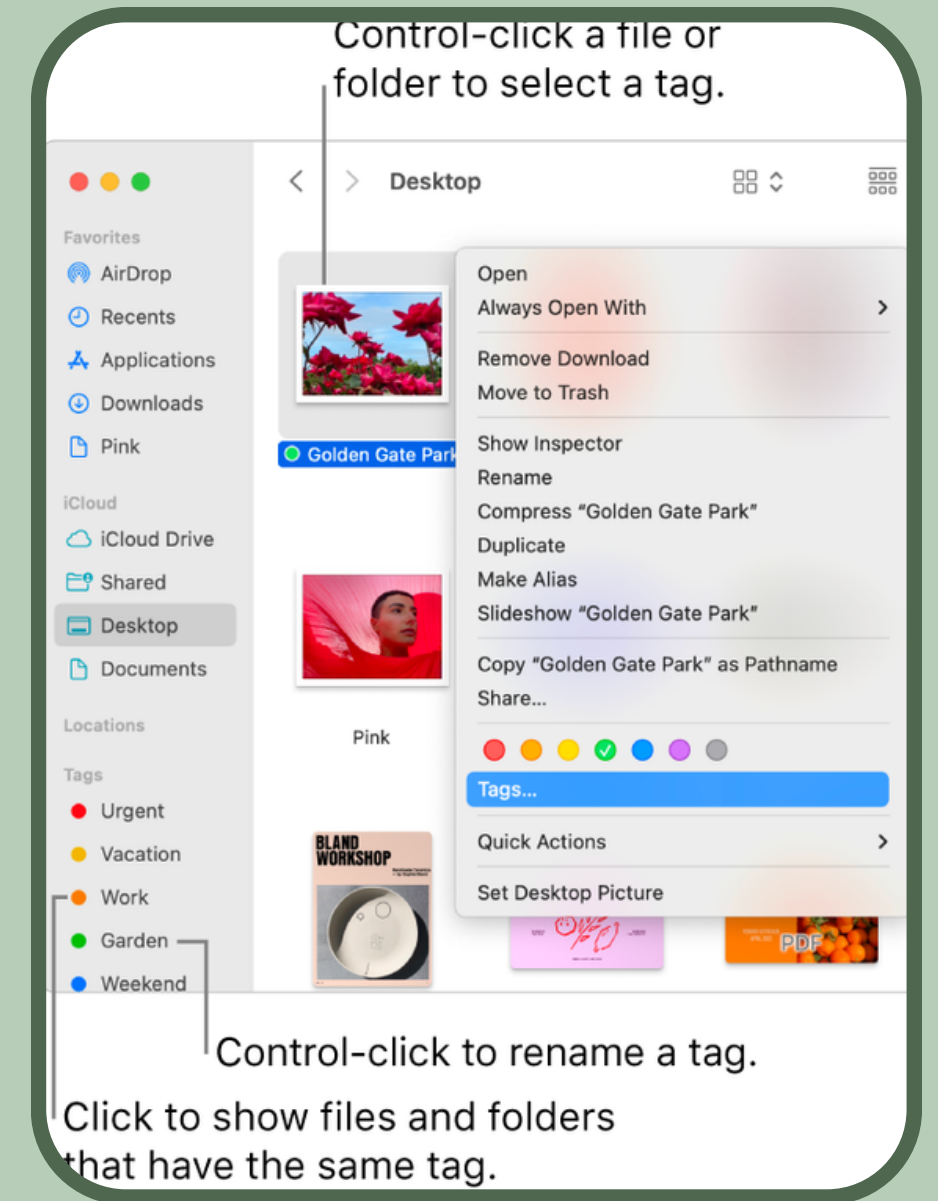 Control-click a file or
folder to select a tag.
Desktop
Favorites
AirDrop
Recents
Applications
Downloads
Pink
iCloud
iCloud Drive
Shared
Desktop
Documents
Locations
Tags
Urgent
Vacation
Work
Garden
Weekend
Golden Gate Park
Pink
BLAND
WORKSHOP
PDF
Open
Always Open With
Remove Download
Move to Trash
Show Inspector
Rename
Compress “Golden Gate Park”
Duplicate
Make Alias
Slideshow “Golden Gate Park”
Copy “Golden Gate Park” as Pathname
Share...
Tags...
Quick Actions
Set Desktop Picture
Control-click to rename a tag.
Click to show files and folders
that have the same tag.